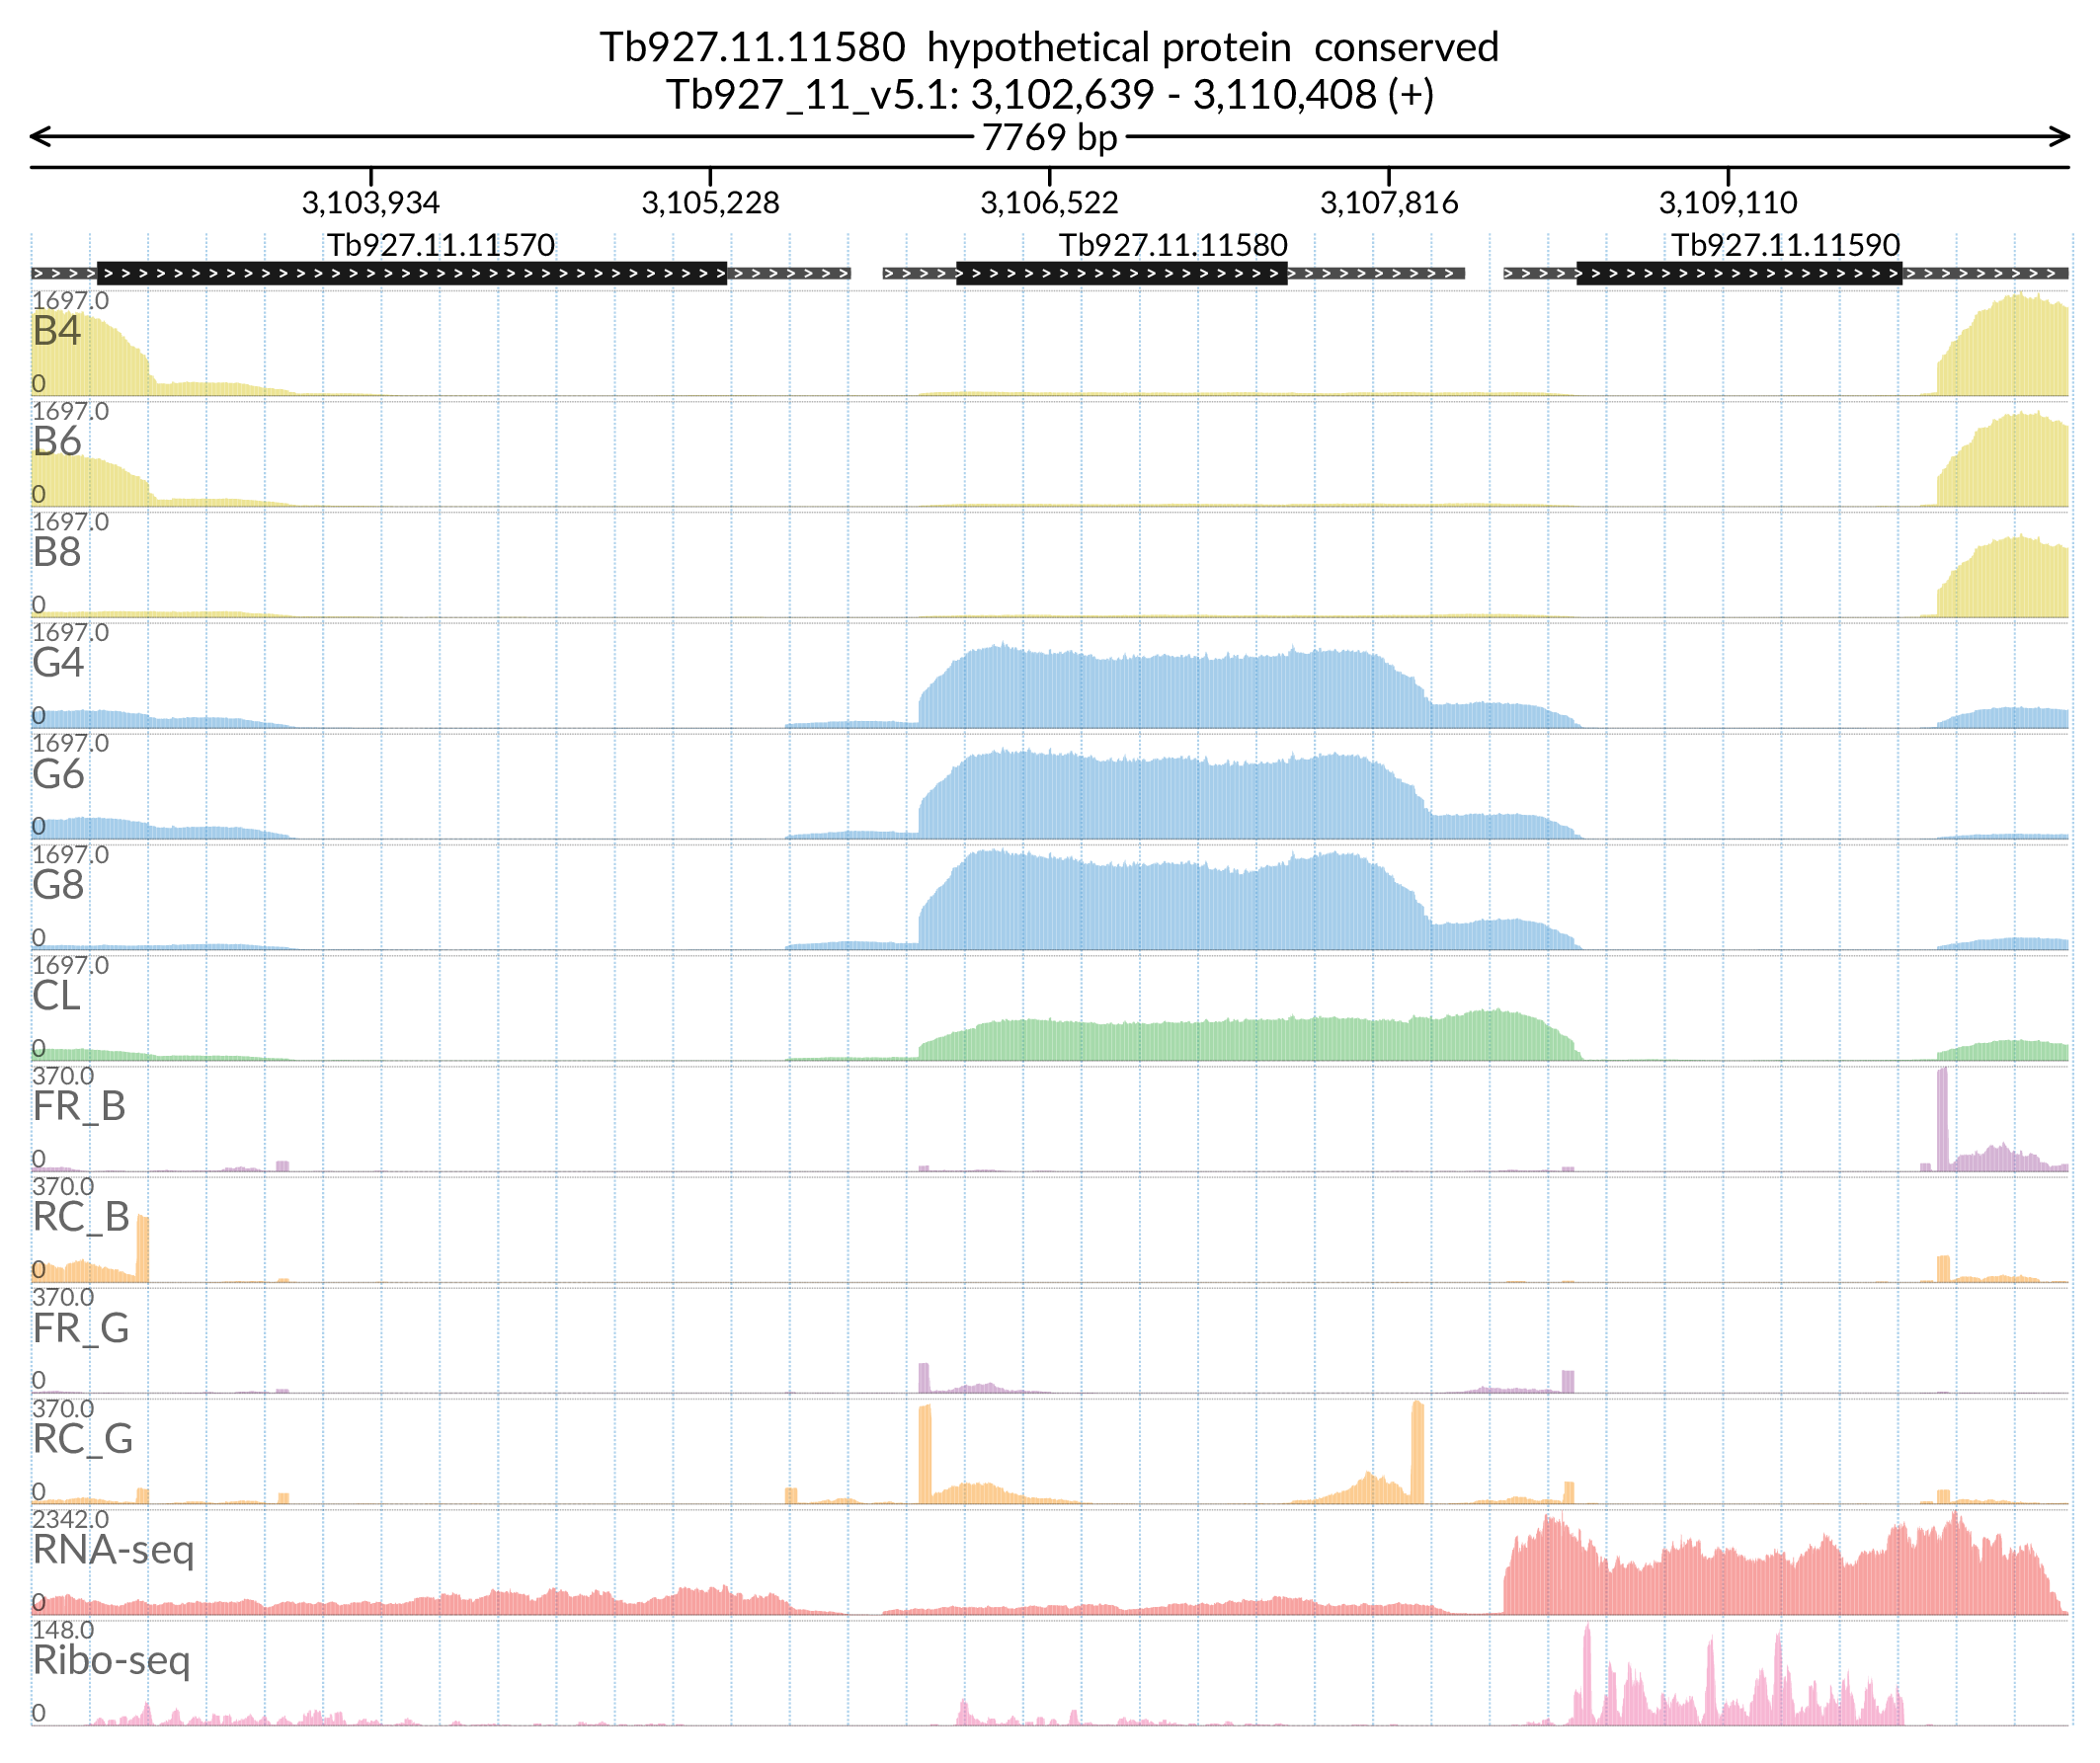 Tb927.11.11580 hypothetical protein conserved
Tb927_11_v5.1: 3,102,639 - 3,110,408 (+)
7769 bp
3,103,934 3,105,228 3,106,522 3,107,816 3,109,110
Tb927.11.11570 Tb927.11.11580 Tb927.11.11590
1697.0
B4
0
1697.0
B6
0
1697.0
B8
0
1697.0
G4
0
1697.0
G6
0
1697.0
G8
0
1697.0
CL
0
370.0
FR_B
0
370.0
RC_B
0
370.0
FR_G
0
370.0
RC_G
0
2342.0
RNA-seq
0
148.0
Ribo-seq
0